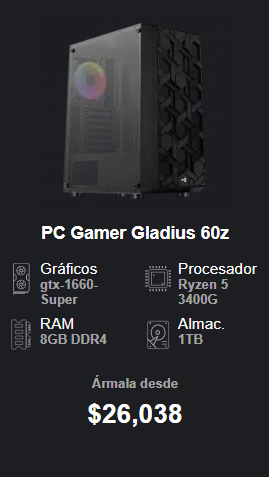 PC Gamer Gladius 60z
Gráficos
gtx-1660-
Super
Procesador
Ryzen 5
3400G
RAM
8GB DDR4
Almac.
1TB
Ármala desde
$26,038